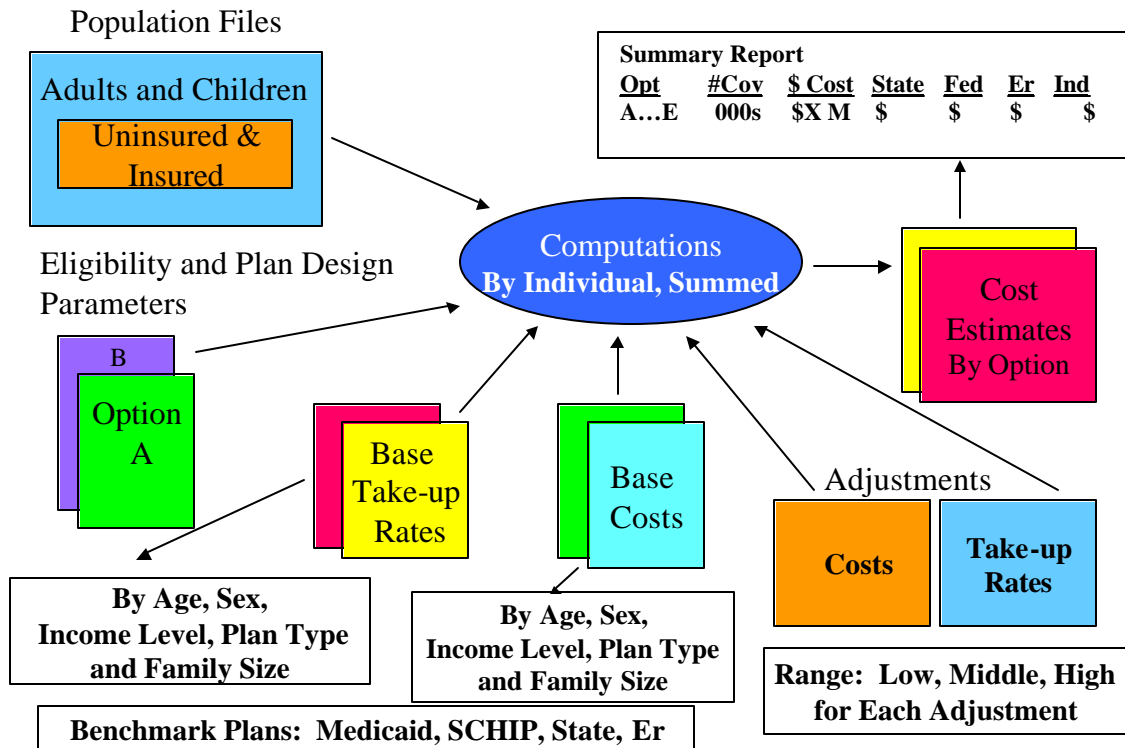 Population Files
Adults and Children
Uninsured &
Insured
Summary Report
Opt #Cov $ Cost State Fed Er Ind
A…E 000s $X M $ $ $ $
Computations
By Individual, Summed
Eligibility and Plan Design
Parameters
B
Option
A
Base
Take-up
Rates
Base
Costs
Cost
Estimates
By Option
Adjustments
Costs
Take-up
Rates
By Age, Sex,
Income Level, Plan Type
and Family Size
By Age, Sex,
Income Level, Plan Type
and Family Size
Range: Low, Middle, High
for Each Adjustment
Benchmark Plans: Medicaid, SCHIP, State, Er